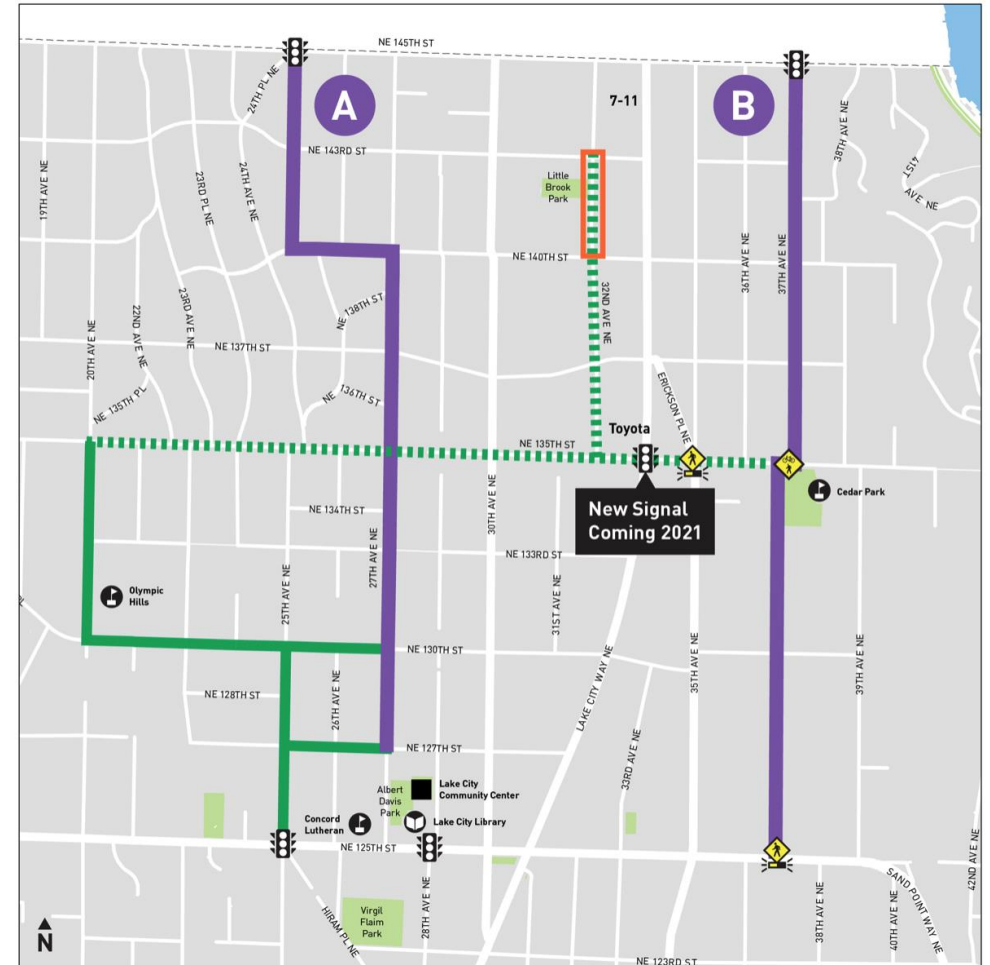 NE 145TH ST
24TH PL NE
A
7-11
B
38TH AVE NE
41ST
AVE NE
NE 143RD ST
19TH AVE NE
23RD PL NE
24TH AVE NE
Little
Brook
Park
NE 140TH ST
36TH AVE NE
37TH AVE NE
32ND AVE NE
NE 138TH ST
23RD AVE NE
22ND AVE NE
20TH AVE NE
NE 137TH ST
NE 136TH ST
NE 135TH PL
ERICKSON PL NE
Toyota
NE 135TH ST
New Signal
Coming 2021
Cedar Park
30TH AVE NE
NE 134TH ST
27TH AVE NE
NE 133RD ST
25TH AVE NE
31ST AVE NE
Olympic
Hills
NE 130TH ST
35TH AVE NE
39TH AVE NE
LAKE CITY WAY NE
NE 128TH ST
26TH AVE NE
33RD AVE NE
NE 127TH ST
Albert
Davis
Park
Lake City
Community Center
Concord
Lutheran
Lake City Library
NE 125TH ST
28TH AVE NE
HIRAM PL NE
Virgil
Flaim
Park
38TH AVE NE
40TH AVE NE
SAND POINT WAY NE
42ND AVE NE
NE 123RD ST
N